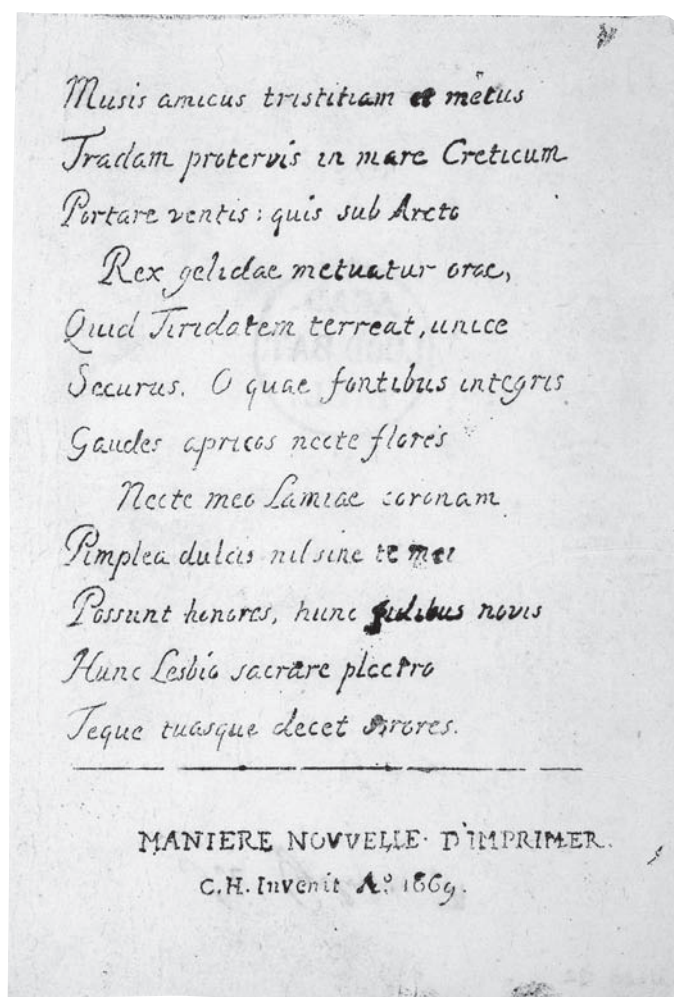 Musis amicus tristitiam et metus
Tradam protervis in mare Creticum
Portare ventis: quis sub Arcto
Rex gelidae metuatur orae,
Quid Tiridatem terreat, unice
Securus. O quae fontibus integris
Gaudes apricos necte flores
Necte meo Lamiae coronam
Pimplea dulcis nil sine te mei
Possunt honores, hunc fidibus novis
Hunc Lesbio sacrare plectro
Teque tuasque decet sorores.
MANIERE NOVVELLE D'IMPRIMER.
C.H. Invenit Aº 1669.